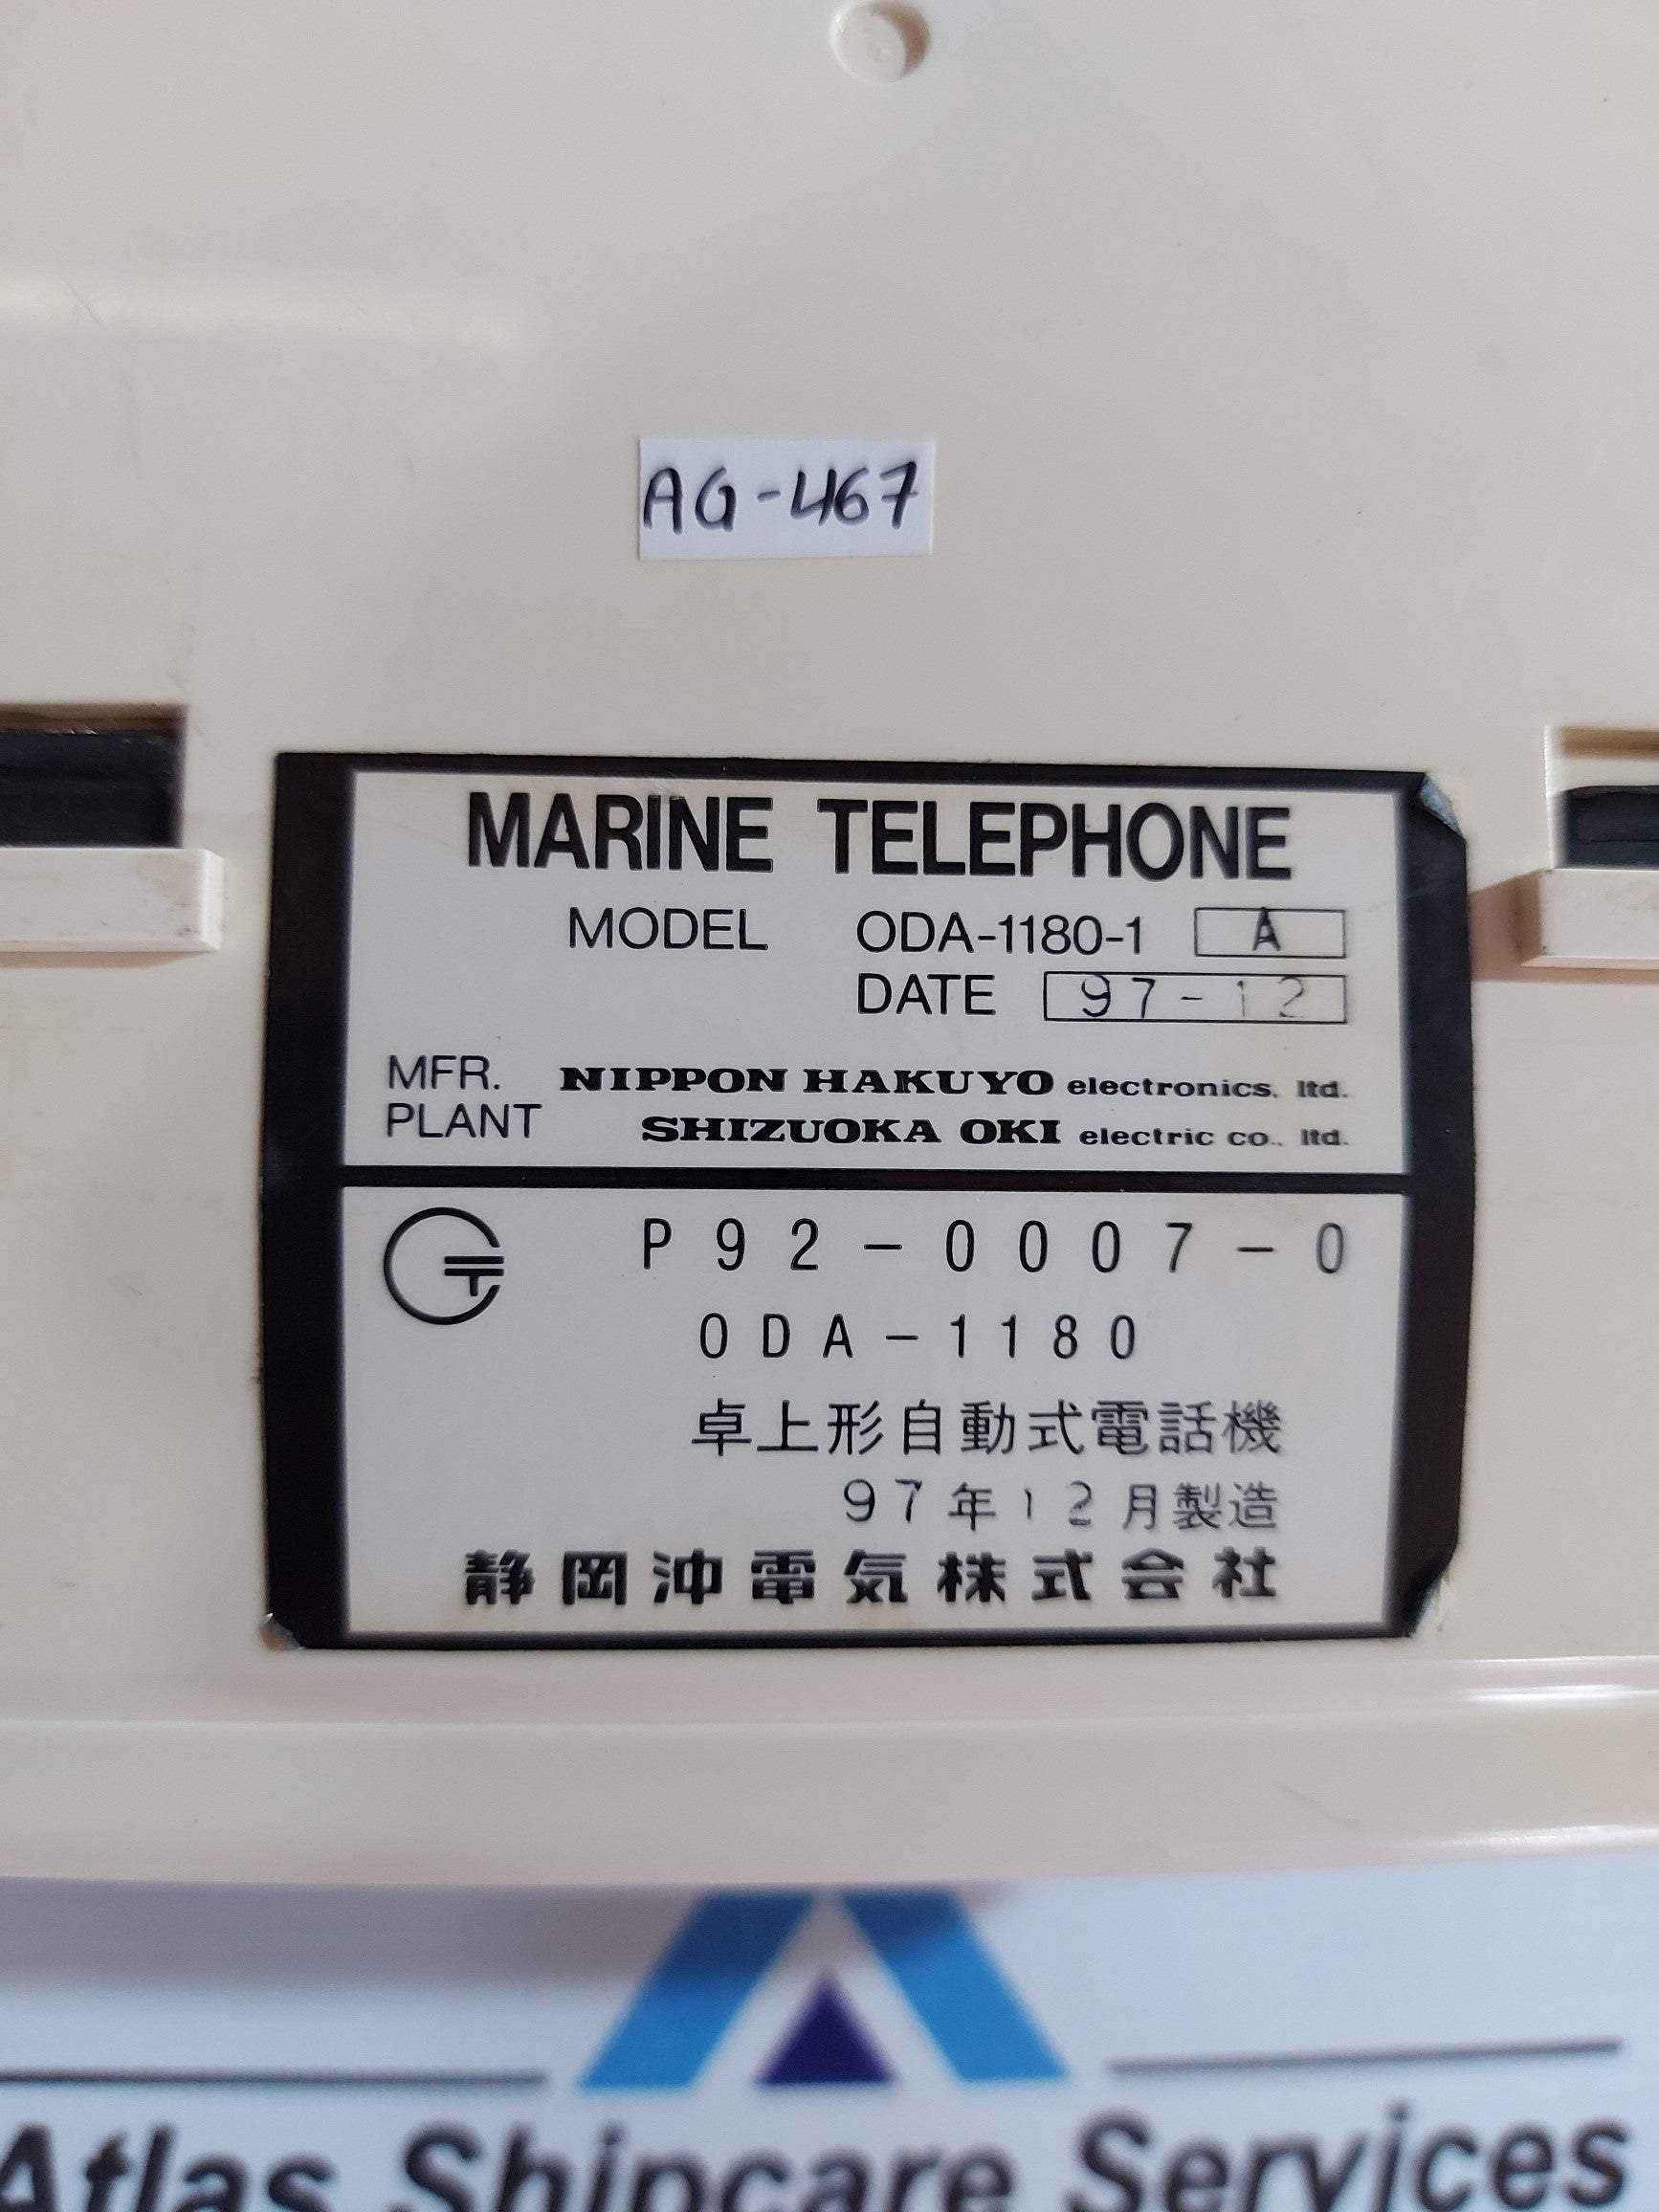 AG-467
MARINE TELEPHONE
MODEL ODA-1180-1 A
DATE 97-12
MFR. NIPPON HAKUYO electronics. ltd.
PLANT SHIZUOKA OKI electric co., ltd.
P92-0007-0
ODA-1180
卓上形自動式電話機
97年12月製造
静岡沖電気株式会社
Atlas Shipcare Services